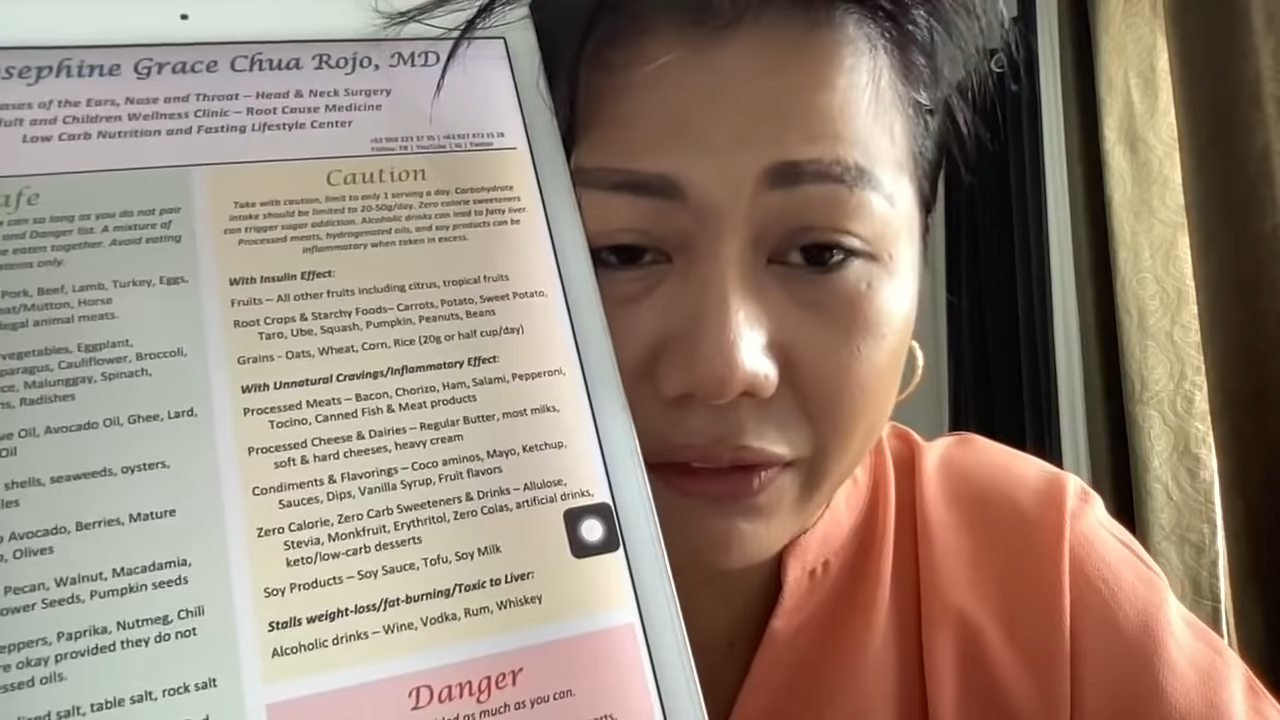 sephine Grace Chua Rojo, MD
ases of the Ears, Nose and Throat – Head & Neck Surgery
ult and Children Wellness Clinic – Root Cause Medicine
Low Carb Nutrition and Fasting Lifestyle Center
afe
can so long as you do not pair
and Danger list. A mixture of
e eaten together. Avoid eating
only.
Pork, Beef, Lamb, Turkey, Eggs,
eat/Mutton, Horse
legal animal meats.
vegetables, Eggplant,
paragus, Cauliflower, Broccoli,
ce, Malunggay, Spinach,
ns, Radishes
ve Oil, Avocado Oil, Ghee, Lard,
Oil
shells, seaweeds, oysters,
les
Avocado, Berries, Mature
, Olives
Pecan, Walnut, Macadamia,
ower Seeds, Pumpkin seeds
eppers, Paprika, Nutmeg, Chili
re okay provided they do not
ssed oils.
salt, table salt, rock salt
Caution
Take with caution, limit to only 1 serving a day. Carbohydrate
intake should be limited to 20-50g/day. Zero calorie sweeteners
can trigger sugar addiction. Alcoholic drinks can lead to fatty liver.
Processed meats, hydrogenated oils, and soy products can be
inflammatory when taken in excess.
With Insulin Effect:
Fruits – All other fruits including citrus, tropical fruits
Root Crops & Starchy Foods– Carrots, Potato, Sweet Potato,
Taro, Ube, Squash, Pumpkin, Peanuts, Beans
Grains - Oats, Wheat, Corn, Rice (20g or half cup/day)
With Unnatural Cravings/Inflammatory Effect:
Processed Meats – Bacon, Chorizo, Ham, Salami, Pepperoni,
Tocino, Canned Fish & Meat products
Processed Cheese & Dairies – Regular Butter, most milks,
soft & hard cheeses, heavy cream
Condiments & Flavorings – Coco aminos, Mayo, Ketchup,
Sauces, Dips, Vanilla Syrup, Fruit flavors
Zero Calorie, Zero Carb Sweeteners & Drinks – Allulose,
Stevia, Monkfruit, Erythritol, Zero Colas, artificial drinks,
keto/low-carb desserts
Soy Products – Soy Sauce, Tofu, Soy Milk
Stalls weight-loss/fat-burning/Toxic to Liver:
Alcoholic drinks – Wine, Vodka, Rum, Whiskey
Danger
as much as you can.